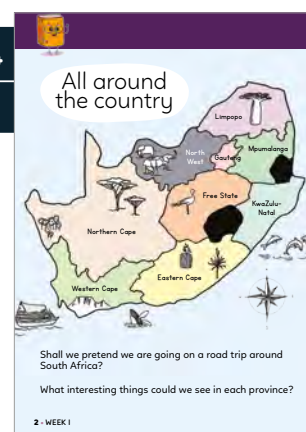 All around
the country
Limpopo
North
West
Gauteng
Mpumalanga
Free State
KwaZulu-
Natal
Northern Cape
Eastern Cape
Western Cape
Shall we pretend we are going on a road trip around
South Africa?
What interesting things could we see in each province?
2 - WEEK 1